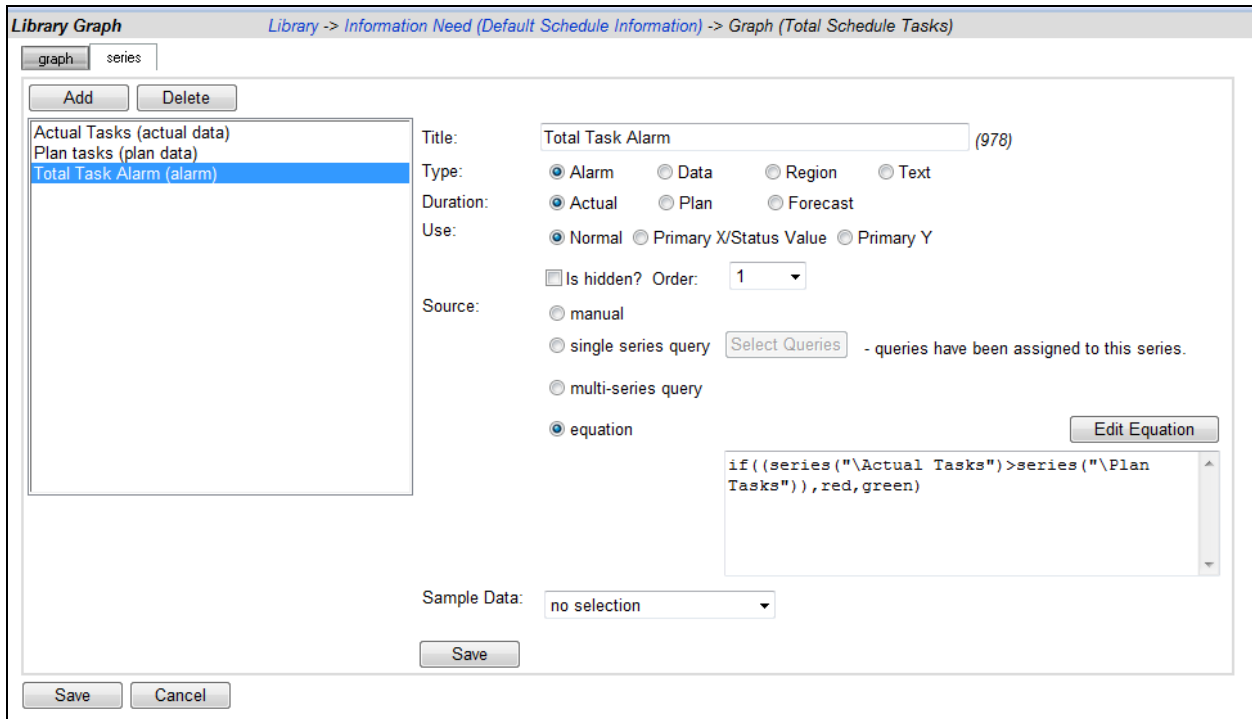 Library Graph Library -> Information Need (Default Schedule Information) -> Graph (Total Schedule Tasks)
graph series
Add Delete
Actual Tasks (actual data)
Plan tasks (plan data)
Total Task Alarm (alarm)
Title: Total Task Alarm (978)
Type: Alarm Data Region Text
Duration: Actual Plan Forecast
Use: Normal Primary X/Status Value Primary Y
Is hidden? Order: 1
Source: manual
single series query Select Queries - queries have been assigned to this series.
multi-series query
equation Edit Equation
if((series("\Actual Tasks")>series("\Plan
Tasks")),red,green)
Sample Data: no selection
Save
Save Cancel